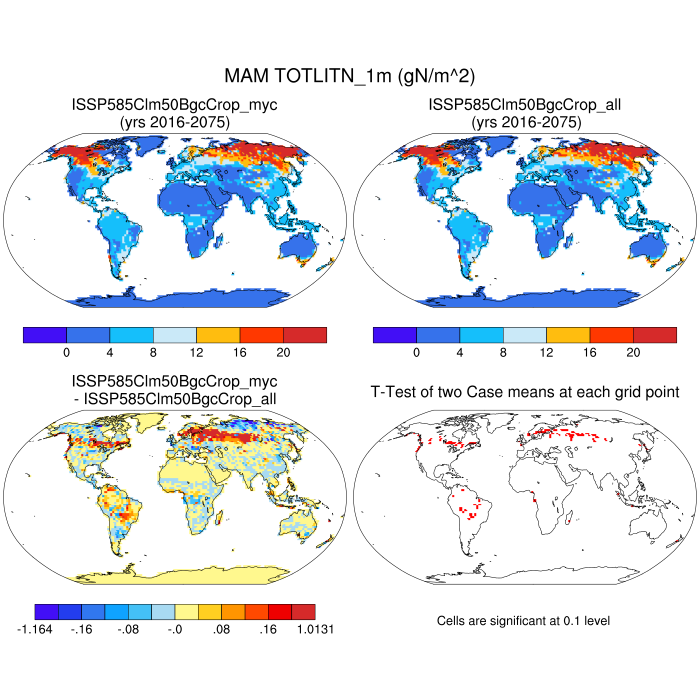 MAM TOTLITN_1m (gN/m^2)
ISSP585Clm50BgcCrop_myc
(yrs 2016-2075)
ISSP585Clm50BgcCrop_all
(yrs 2016-2075)
0 4 8 12 16 20
0 4 8 12 16 20
ISSP585Clm50BgcCrop_myc
- ISSP585Clm50BgcCrop_all
T-Test of two Case means at each grid point
-1.164 -.16 -.08 -.0 .08 .16 1.0131
Cells are significant at 0.1 level